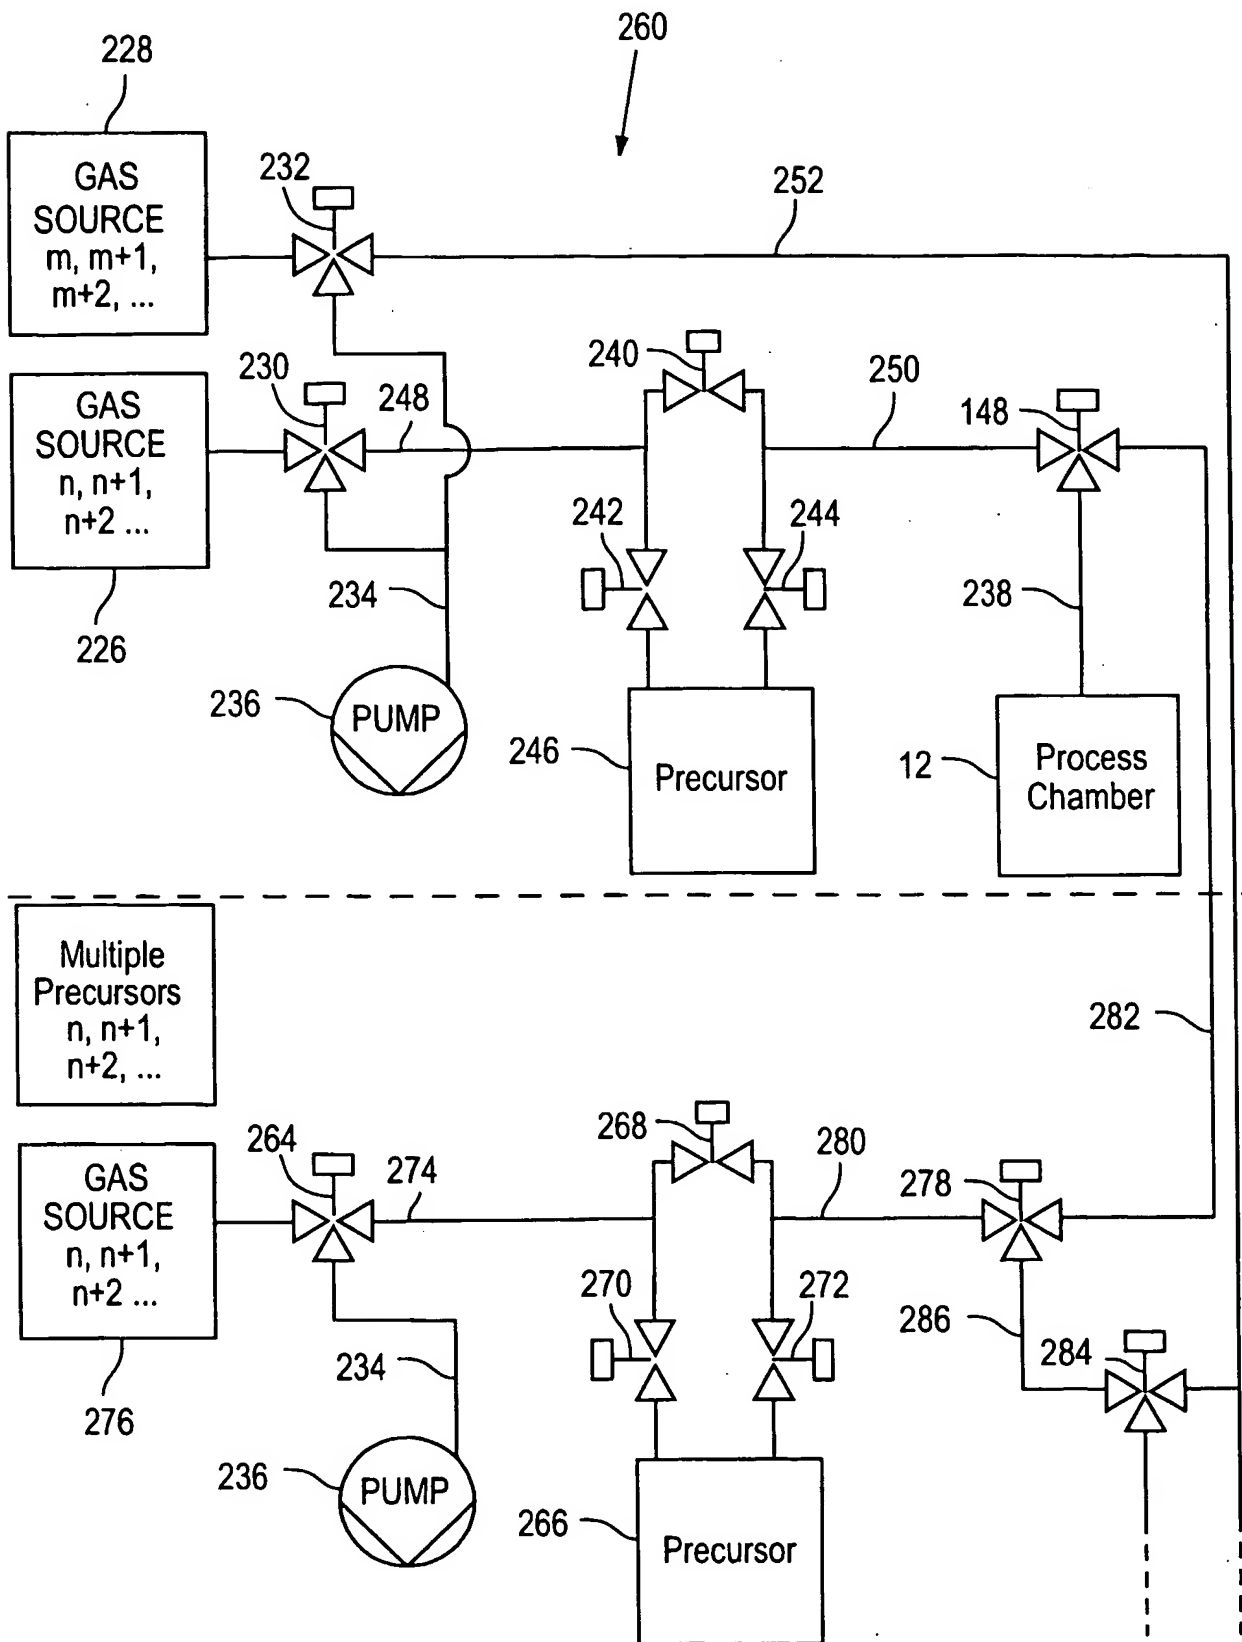 260
228
GAS
SOURCE
m, m+1,
m+2, ...
232
252
230
248
240
250
148
GAS
SOURCE
n, n+1,
n+2 ...
242
244
234
238
226
236
PUMP
246
Precursor
12
Process
Chamber
Multiple
Precursors
n, n+1,
n+2, ...
282
264
274
268
280
278
GAS
SOURCE
n, n+1,
n+2 ...
270
272
286
284
234
276
236
PUMP
266
Precursor